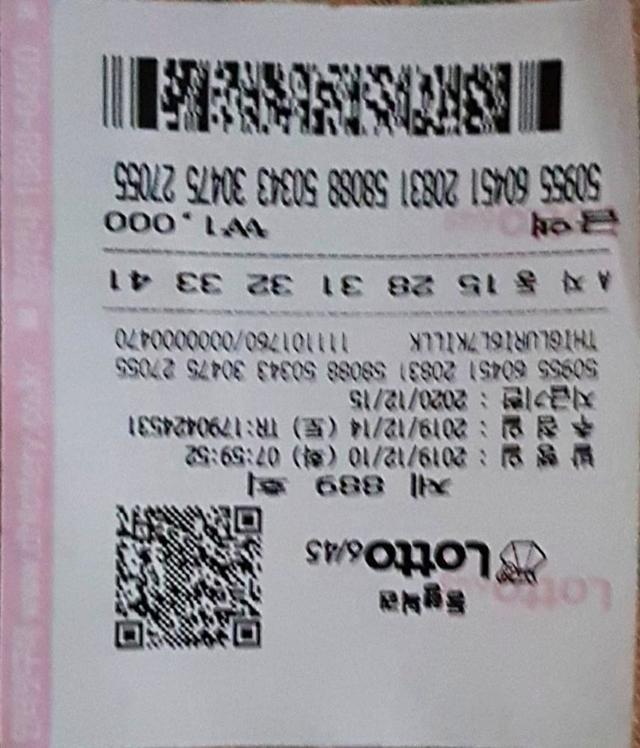 동행복권
Lotto 6/45
제 889 회
발 행 일 : 2019/12/10 (화) 07:59:52
추 첨 일 : 2019/12/14 (토) TR:1790424531
지급기한 : 2020/12/15
50955 60451 20831 58088 50343 30475 27055
111101760/0000000470
A 자 동 15 28 31 32 33 41
금액 ₩1,000
50955 60451 20831 58088 50343 30475 27055